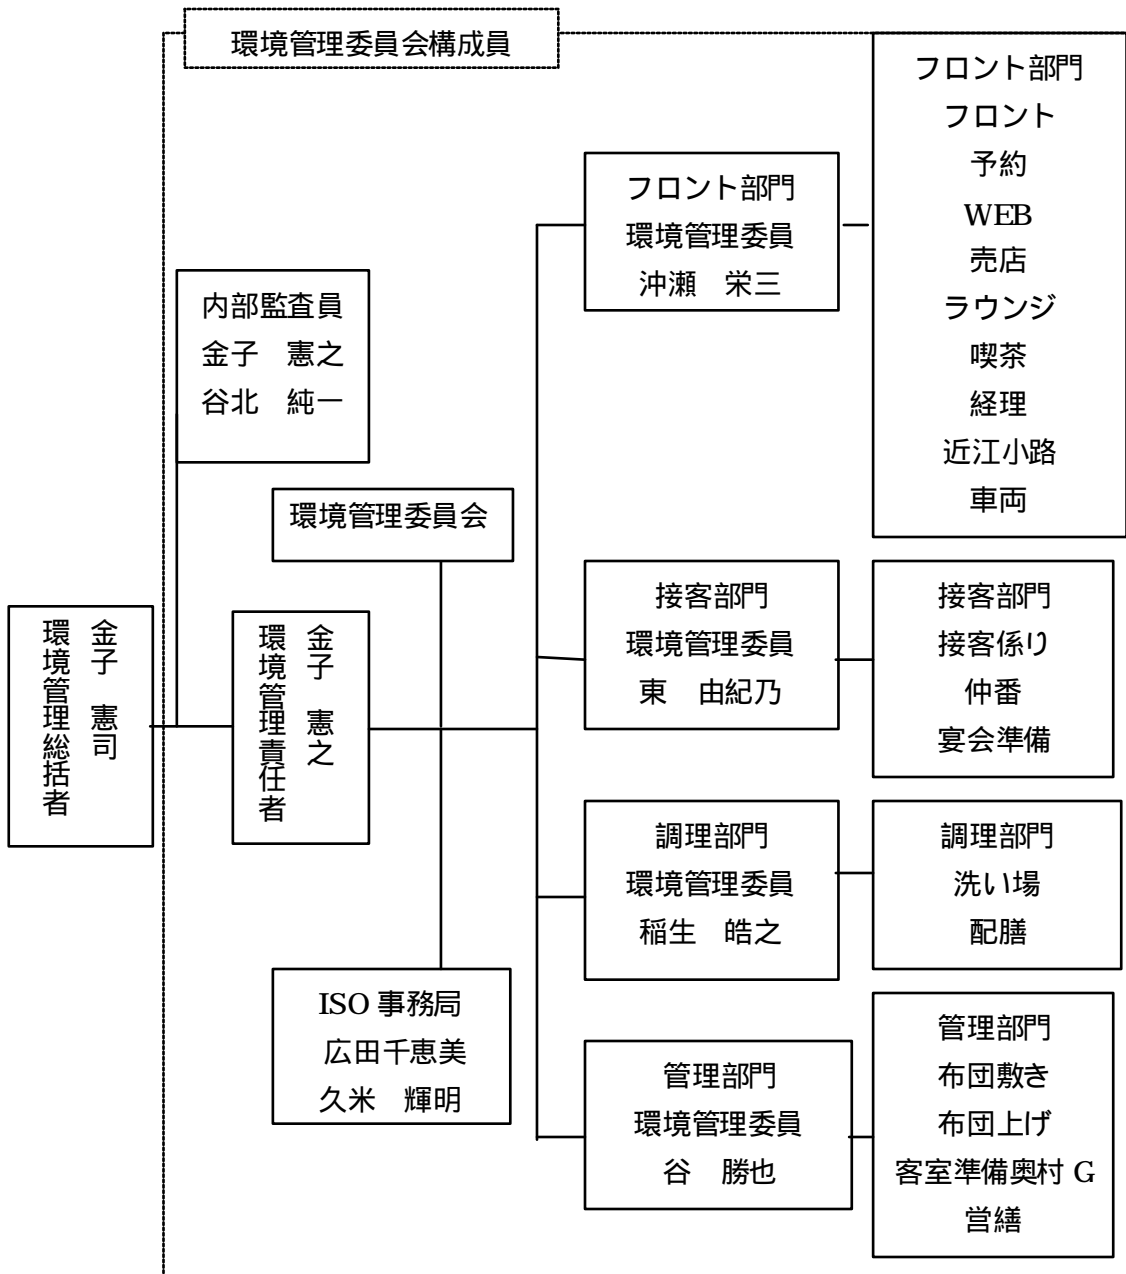 環境管理委員会構成員
環境管理総括者
金子　憲司
内部監査員
金子　憲之
谷北　純一
環境管理責任者
金子　憲之
環境管理委員会
ISO 事務局
広田千恵美
久米　輝明
フロント部門
環境管理委員
沖瀬　栄三
フロント部門
フロント
予約
WEB
売店
ラウンジ
喫茶
経理
近江小路
車両
接客部門
環境管理委員
東　由紀乃
接客部門
接客係り
仲番
宴会準備
調理部門
環境管理委員
稲生　皓之
調理部門
洗い場
配膳
管理部門
環境管理委員
谷　勝也
管理部門
布団敷き
布団上げ
客室準備奥村 G
営繕